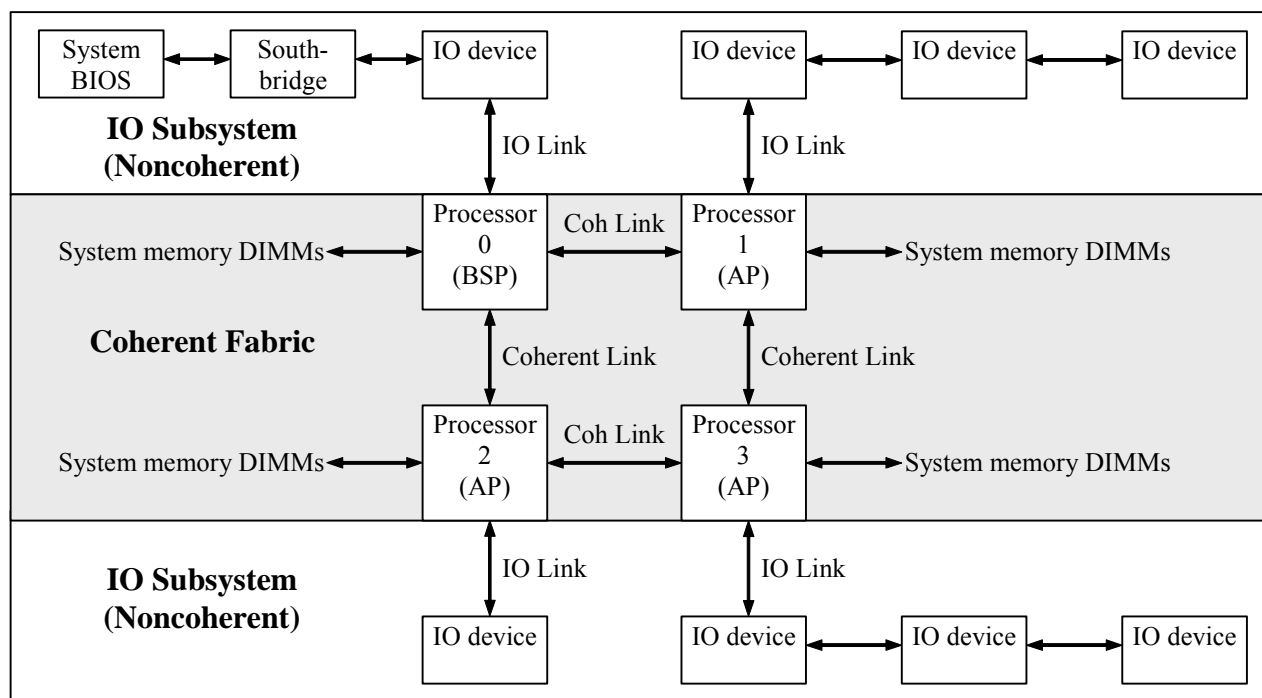 System
BIOS
South-
bridge
IO device
IO device
IO device
IO device
IO Subsystem
(Noncoherent)
IO Link
IO Link
Processor
0
(BSP)
Coh Link
Processor
1
(AP)
System memory DIMMs
System memory DIMMs
Coherent Fabric
Coherent Link
Coherent Link
System memory DIMMs
Processor
2
(AP)
Coh Link
Processor
3
(AP)
System memory DIMMs
IO Subsystem
(Noncoherent)
IO Link
IO Link
IO device
IO device
IO device
IO device